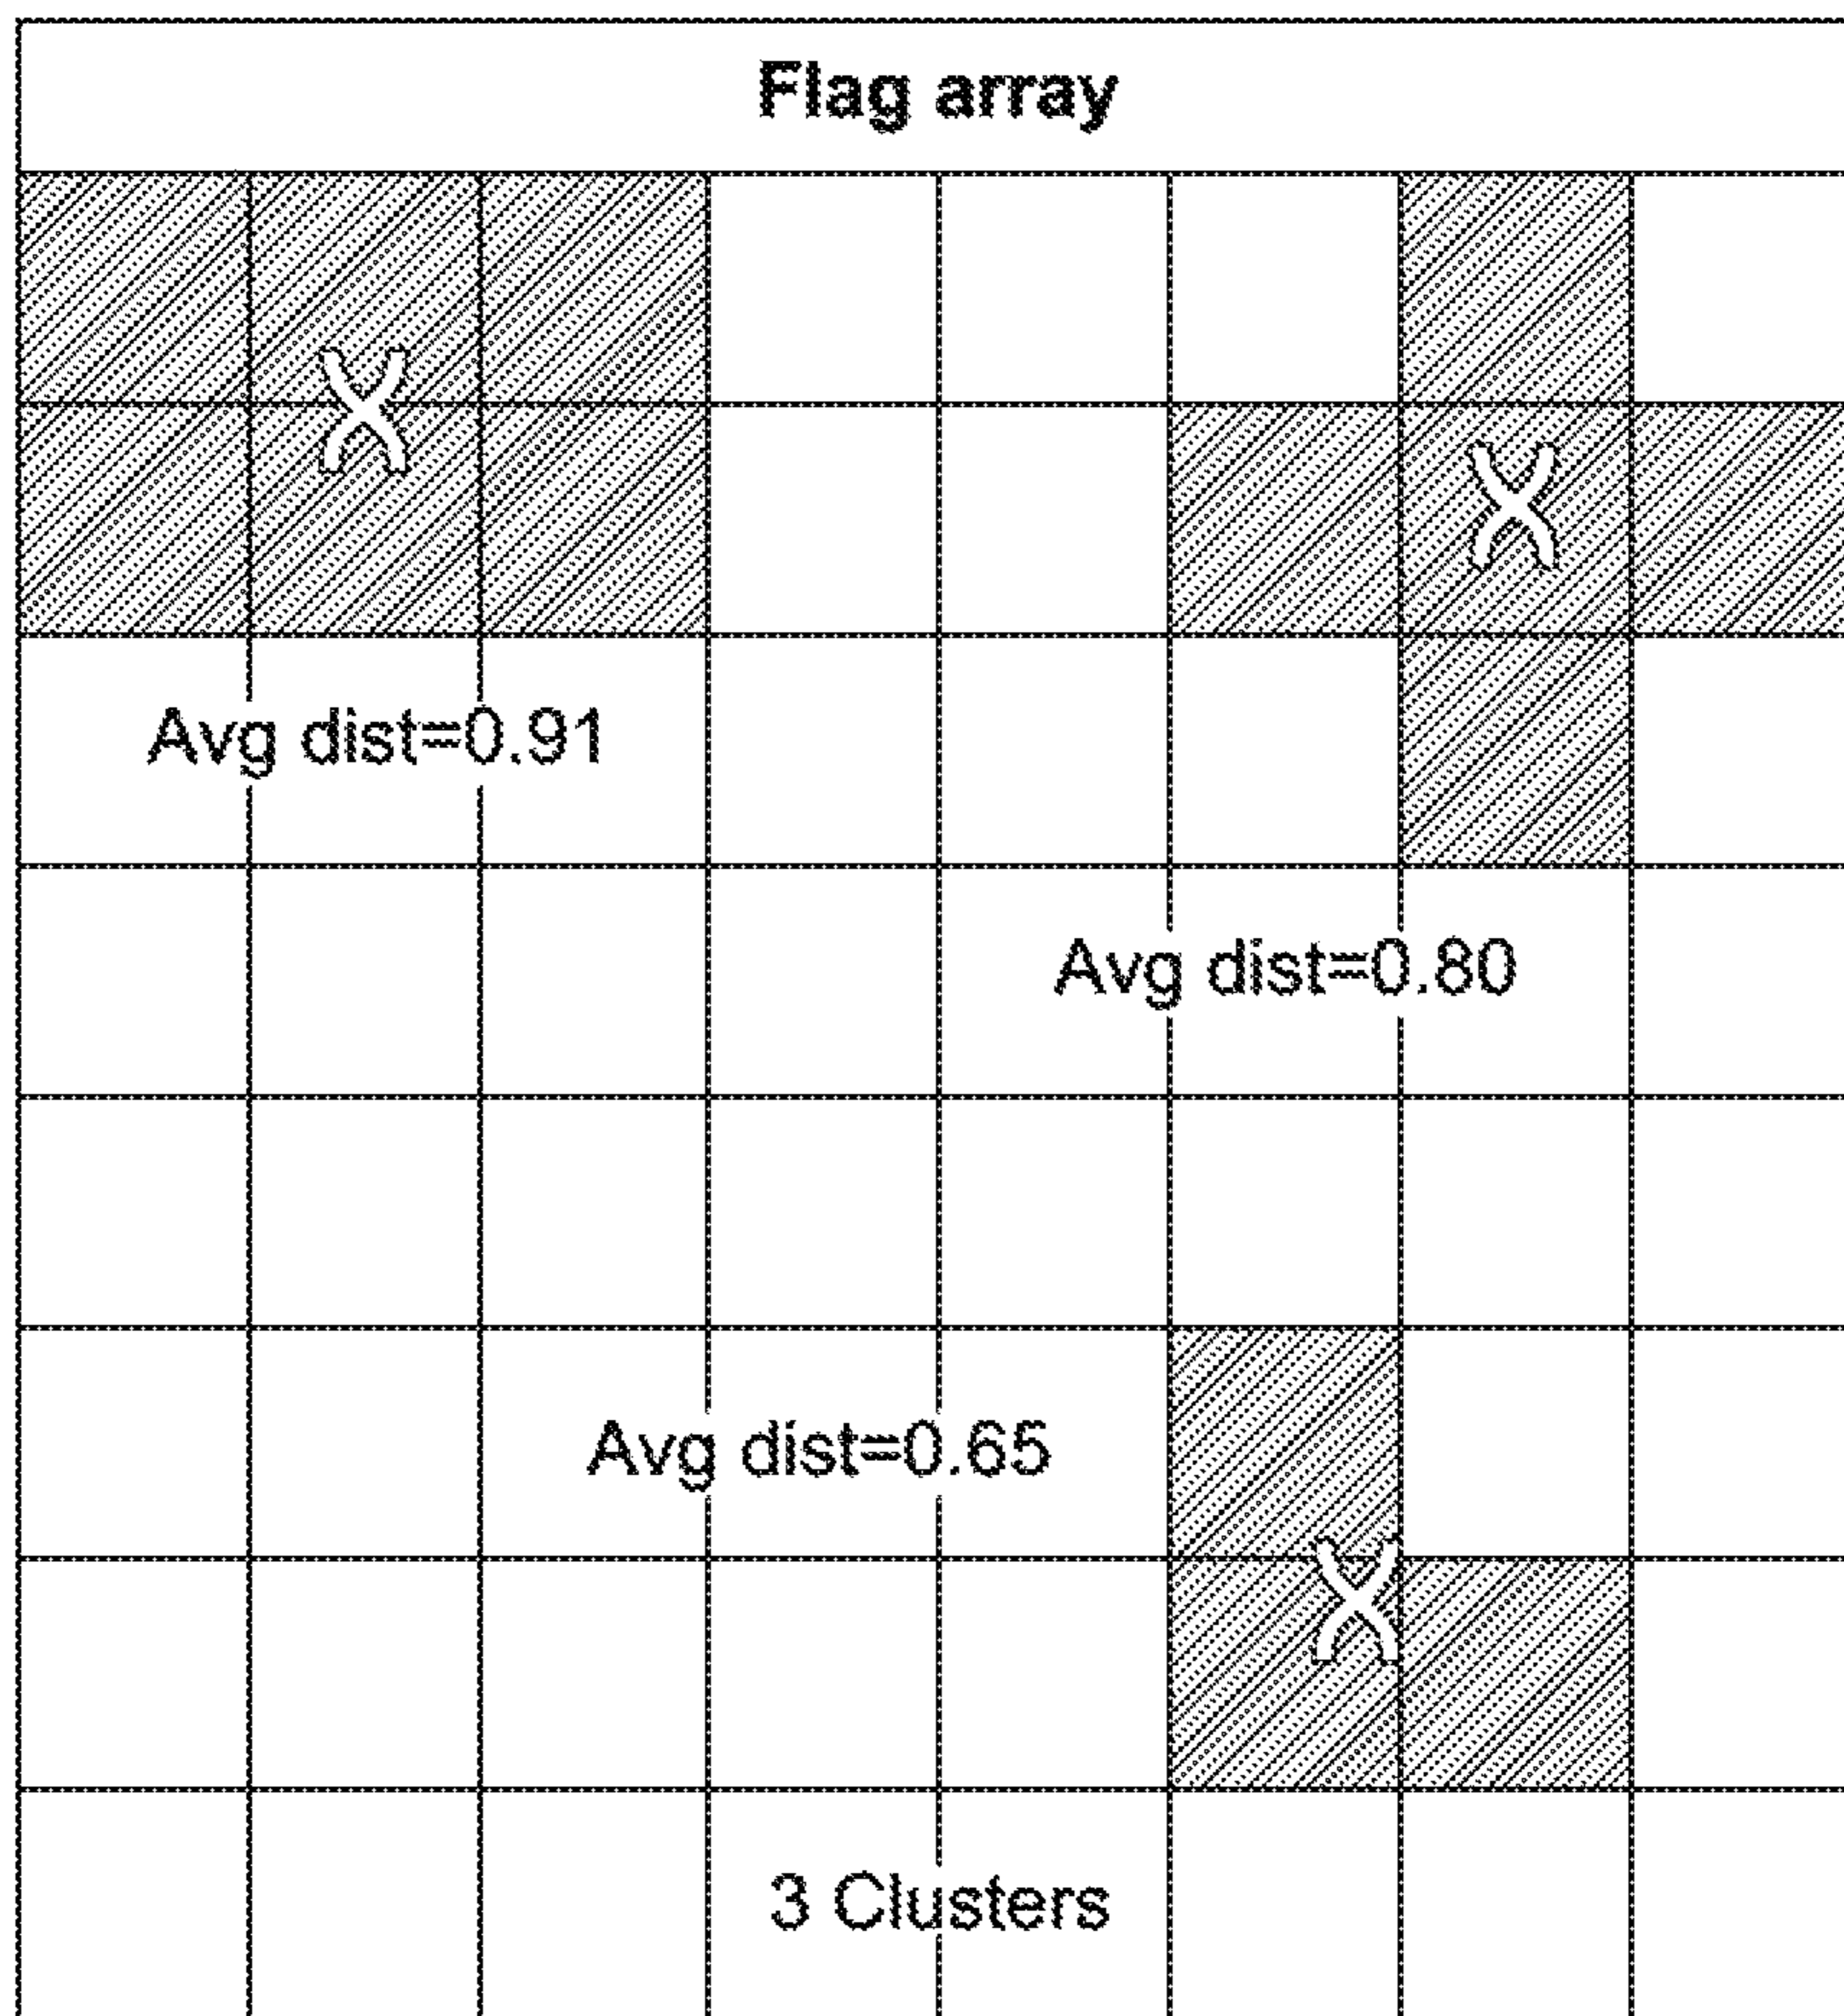 Flag array
X
X
Avg dist=0.91
Avg dist=0.80
Avg dist=0.65
X
3 Clusters